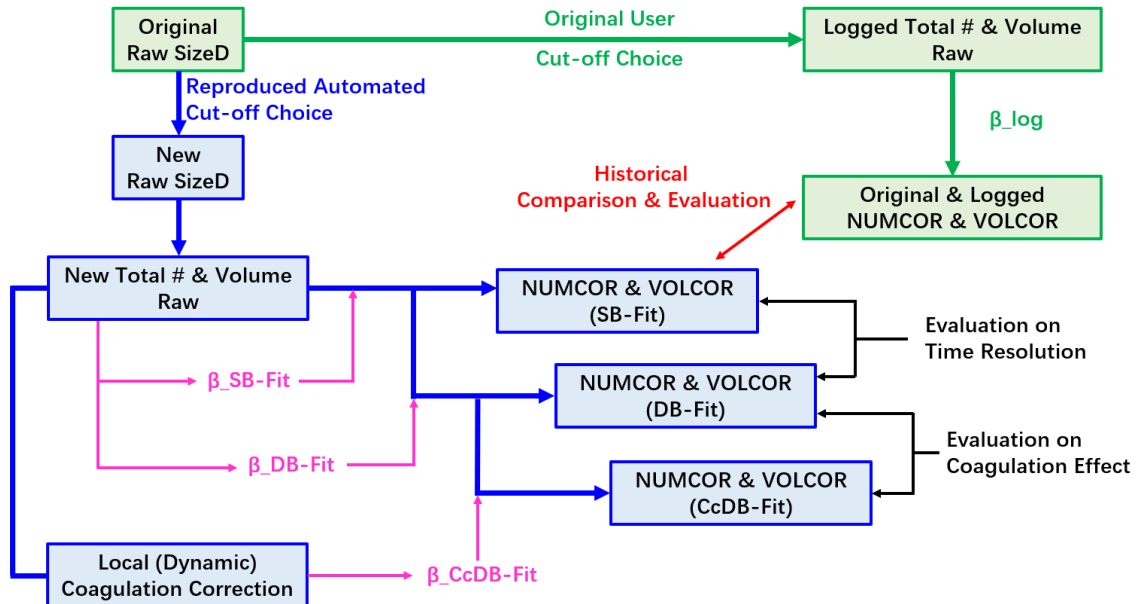 Original
Raw SizeD
Original User
Cut-off Choice
Logged Total # & Volume
Raw
Reproduced Automated
Cut-off Choice
β_log
New
Raw SizeD
Historical
Comparison & Evaluation
Original & Logged
NUMCOR & VOLCOR
New Total # & Volume
Raw
NUMCOR & VOLCOR
(SB-Fit)
Evaluation on
Time Resolution
β_SB-Fit
NUMCOR & VOLCOR
(DB-Fit)
β_DB-Fit
Evaluation on
Coagulation Effect
NUMCOR & VOLCOR
(CcDB-Fit)
Local (Dynamic)
Coagulation Correction
β_CcDB-Fit